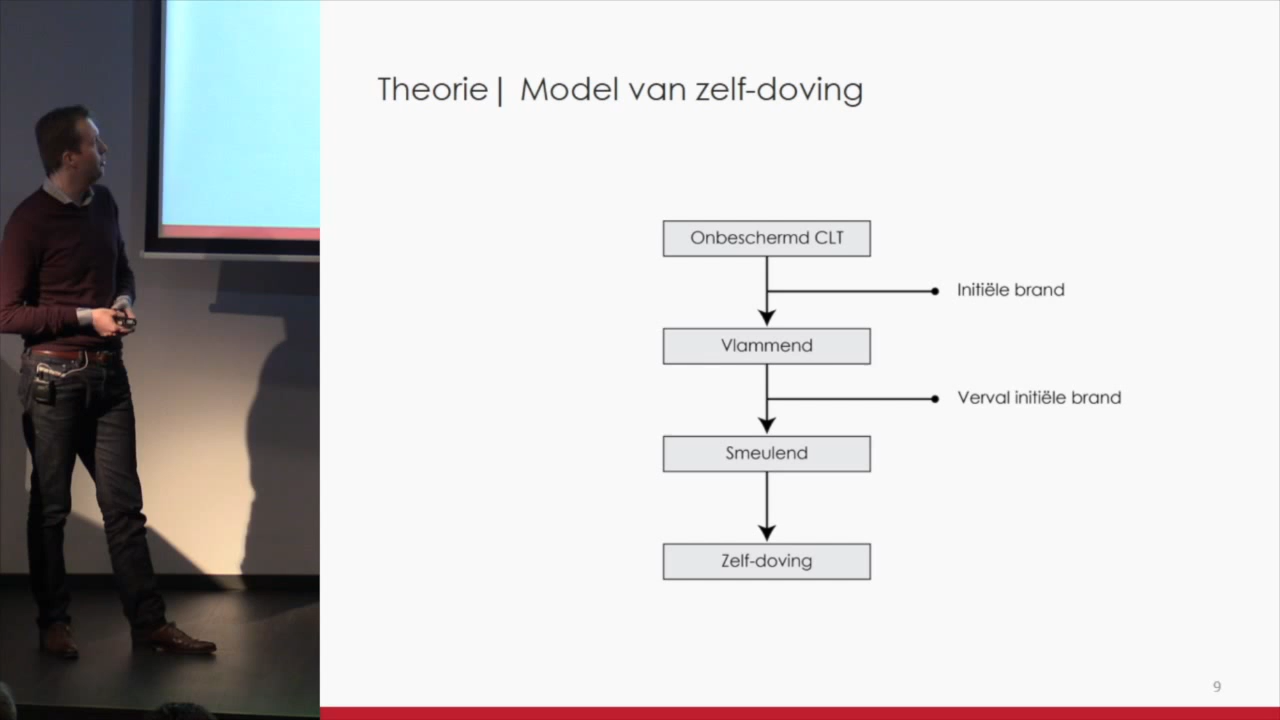 Theorie| Model van zelf-doving
Onbeschermd CLT
Initiële brand
Vlammend
Verval initiële brand
Smeulend
Zelf-doving
9